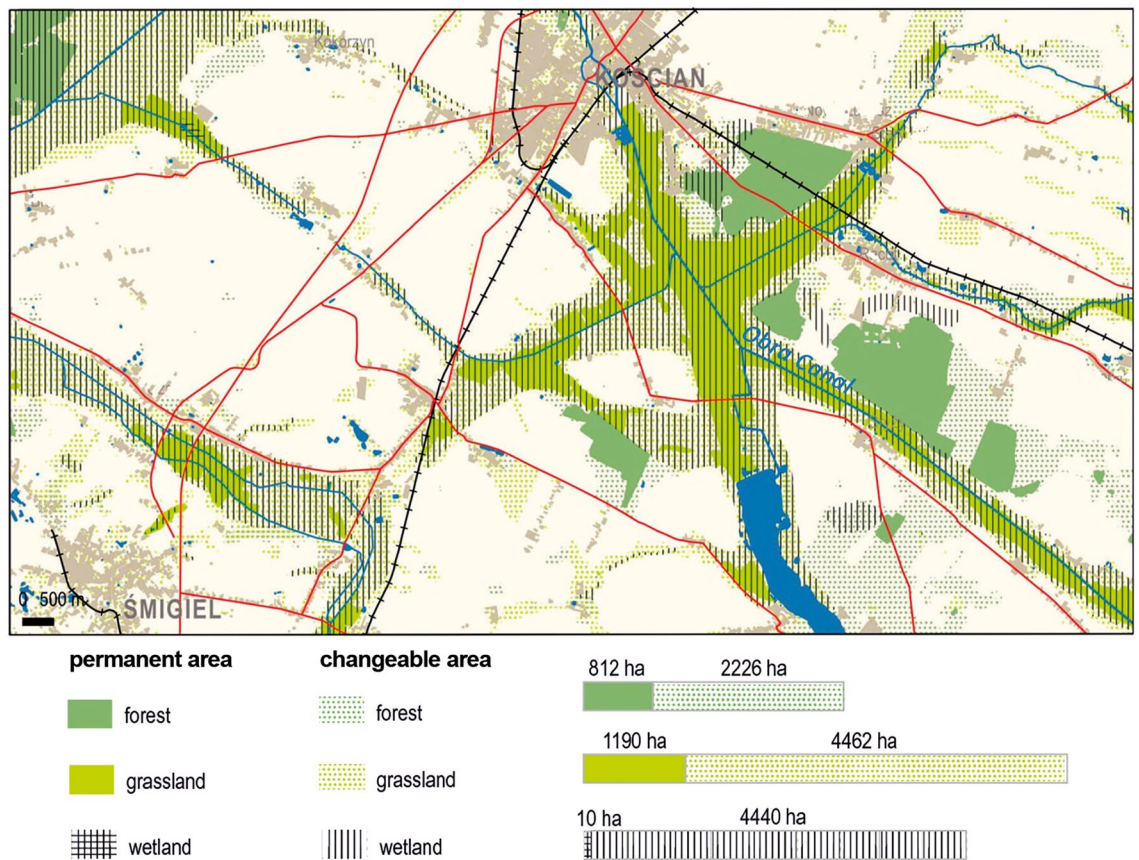 Kokorzyn
KOŚCIAN
Obra Canal
0 500 m
ŚMIGIEL
permanent area
changeable area
812 ha
2226 ha
forest
forest
1190 ha
4462 ha
grassland
grassland
10 ha
4440 ha
wetland
wetland